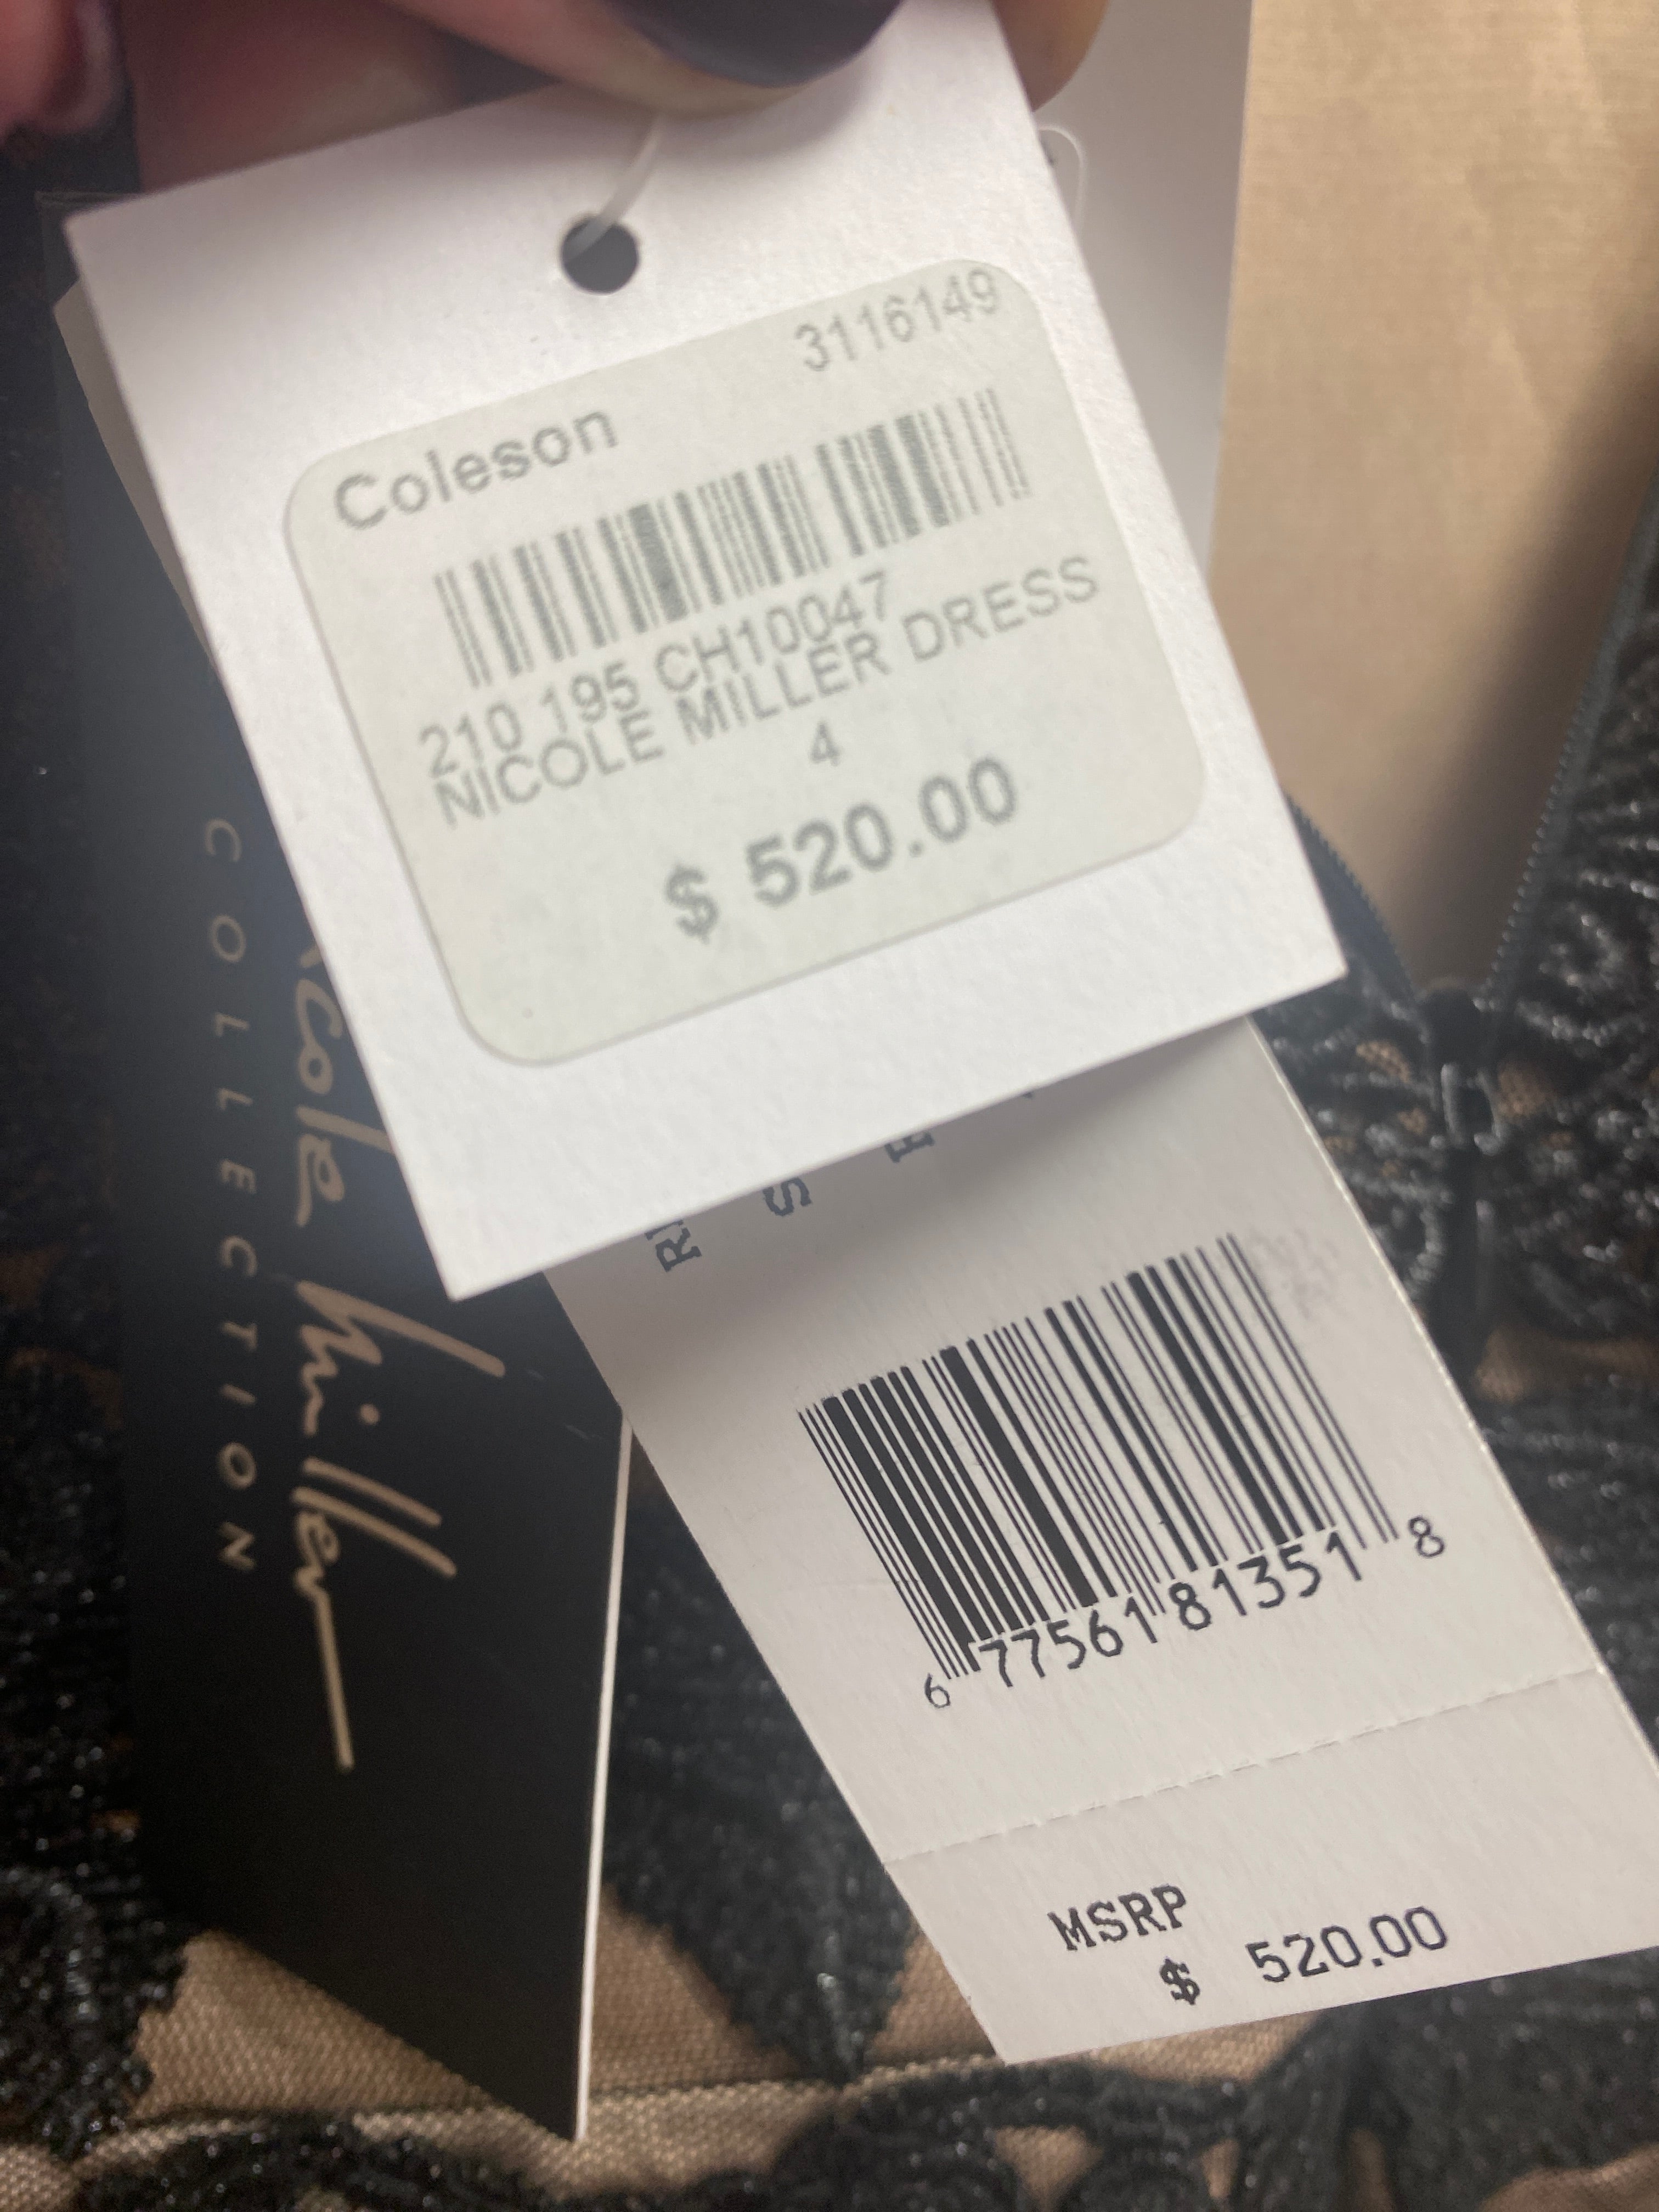 3116149
Coleson
210 195 CH10047
NICOLE MILLER DRESS
4
$ 520.00
Miller
COLLECTION
6 77561 81351 8
MSRP
$ 520.00